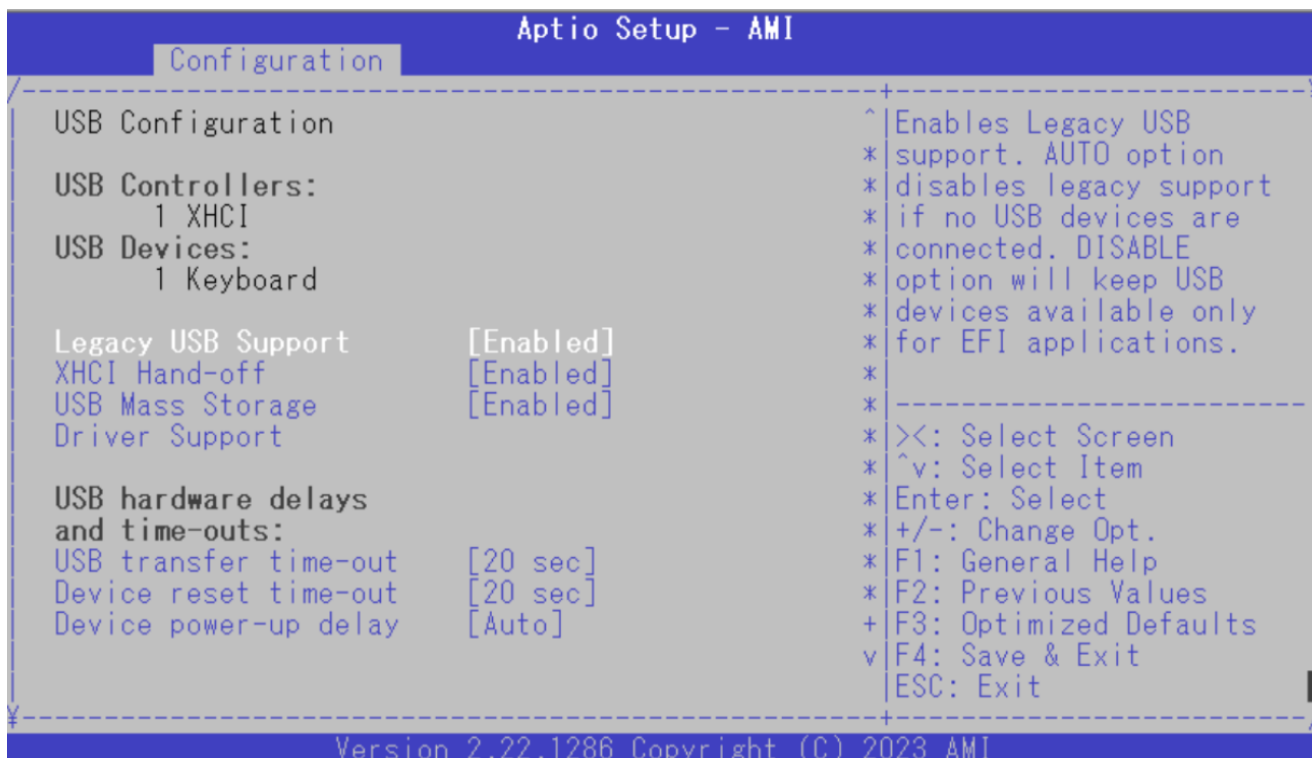 Aptio Setup - AMI
Configuration
USB Configuration
USB Controllers:
1 XHCI
USB Devices:
1 Keyboard
Legacy USB Support [Enabled]
XHCI Hand-off [Enabled]
USB Mass Storage [Enabled]
Driver Support
USB hardware delays
and time-outs:
USB transfer time-out [20 sec]
Device reset time-out [20 sec]
Device power-up delay [Auto]
Enables Legacy USB
support. AUTO option
disables legacy support
if no USB devices are
connected. DISABLE
option will keep USB
devices available only
for EFI applications.
><: Select Screen
^v: Select Item
Enter: Select
+/-: Change Opt.
F1: General Help
F2: Previous Values
F3: Optimized Defaults
F4: Save & Exit
ESC: Exit
Version 2.22.1286 Copyright (C) 2023 AMI